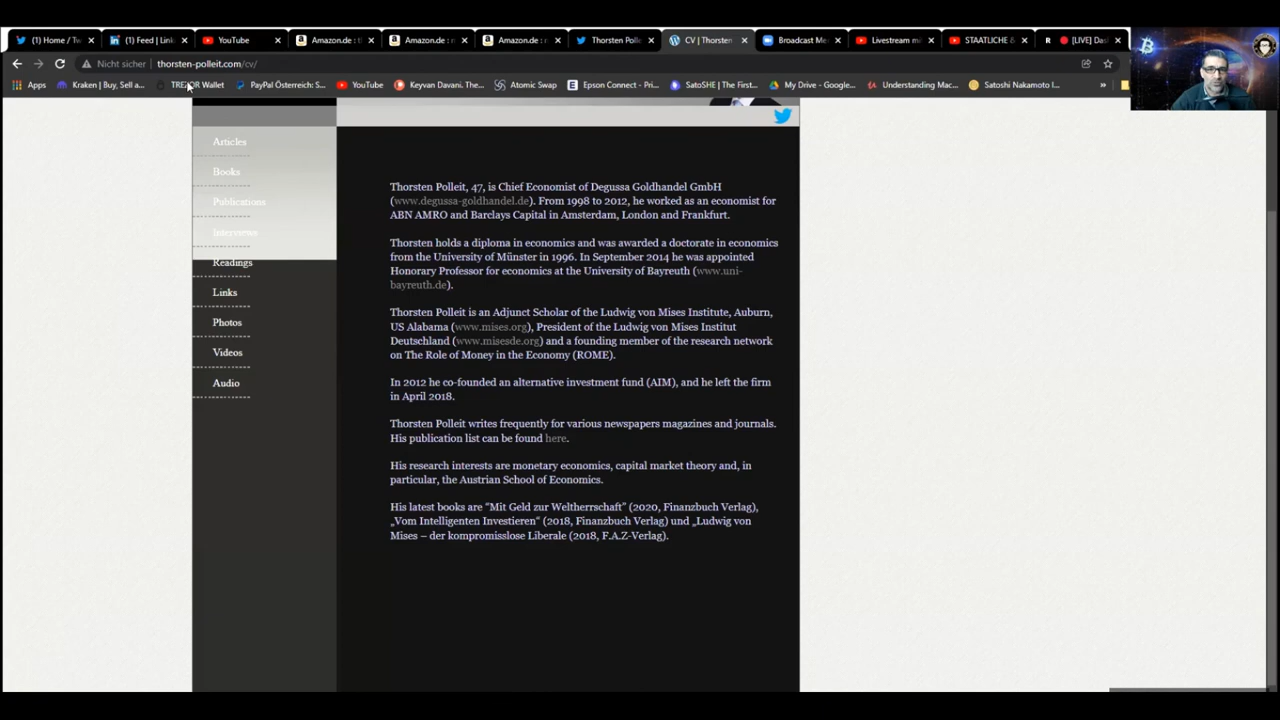 (1) Home / Tw
(1) Feed | Link
YouTube
Amazon.de : t
Amazon.de : m
Amazon.de : m
Thorsten Polle
CV | Thorsten
Broadcast Me
Livestream mi
STAATLICHE &
R [LIVE] Das
Nicht sicher
thorsten-polleit.com/cv/
Apps
Kraken | Buy, Sell a...
TREZOR Wallet
PayPal Österreich: S...
YouTube
Keyvan Davani. The...
Atomic Swap
Epson Connect - Pri...
SatoSHE | The First...
My Drive - Google...
Understanding Mac...
Satoshi Nakamoto I...
»
Articles
Books
Publications
Interviews
Readings
Links
Photos
Videos
Audio
Thorsten Polleit, 47, is Chief Economist of Degussa Goldhandel GmbH
(www.degussa-goldhandel.de). From 1998 to 2012, he worked as an economist for
ABN AMRO and Barclays Capital in Amsterdam, London and Frankfurt.
Thorsten holds a diploma in economics and was awarded a doctorate in economics
from the University of Münster in 1996. In September 2014 he was appointed
Honorary Professor for economics at the University of Bayreuth (www.uni-
bayreuth.de).
Thorsten Polleit is an Adjunct Scholar of the Ludwig von Mises Institute, Auburn,
US Alabama (www.mises.org), President of the Ludwig von Mises Institut
Deutschland (www.misesde.org) and a founding member of the research network
on The Role of Money in the Economy (ROME).
In 2012 he co-founded an alternative investment fund (AIM), and he left the firm
in April 2018.
Thorsten Polleit writes frequently for various newspapers magazines and journals.
His publication list can be found here.
His research interests are monetary economics, capital market theory and, in
particular, the Austrian School of Economics.
His latest books are “Mit Geld zur Weltherrschaft” (2020, Finanzbuch Verlag),
„Vom Intelligenten Investieren“ (2018, Finanzbuch Verlag) und „Ludwig von
Mises – der kompromisslose Liberale (2018, F.A.Z-Verlag).